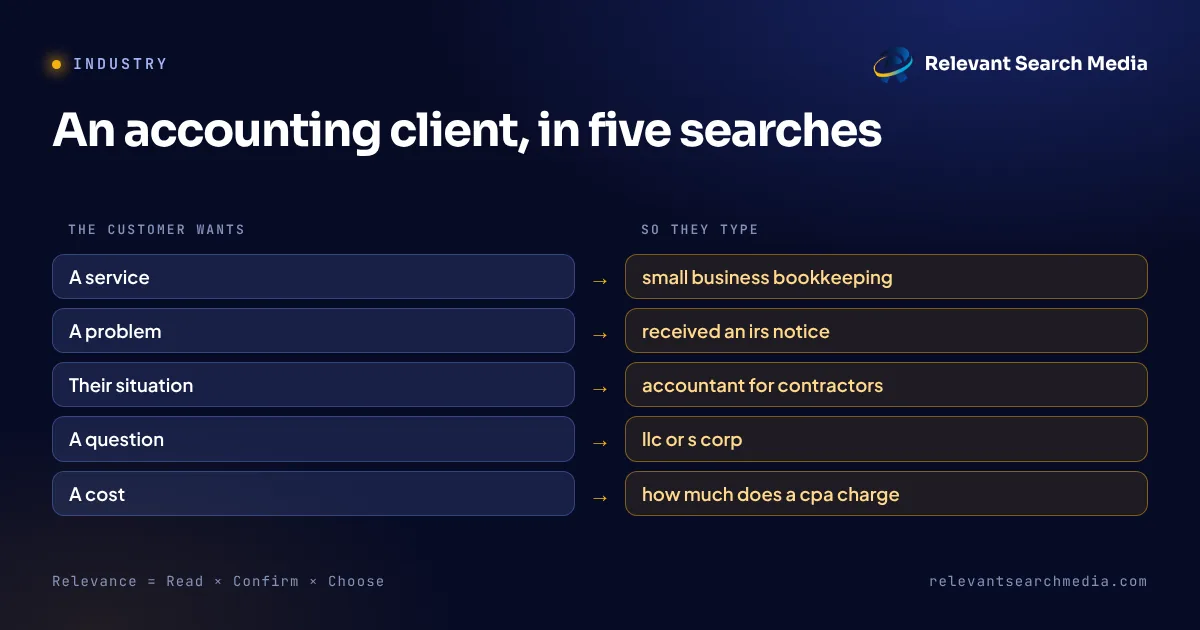 INDUSTRY
Relevant Search Media
An accounting client, in five searches
THE CUSTOMER WANTS
SO THEY TYPE
A service → small business bookkeeping
A problem → received an irs notice
Their situation → accountant for contractors
A question → llc or s corp
A cost → how much does a cpa charge
Relevance = Read × Confirm × Choose
relevantsearchmedia.com